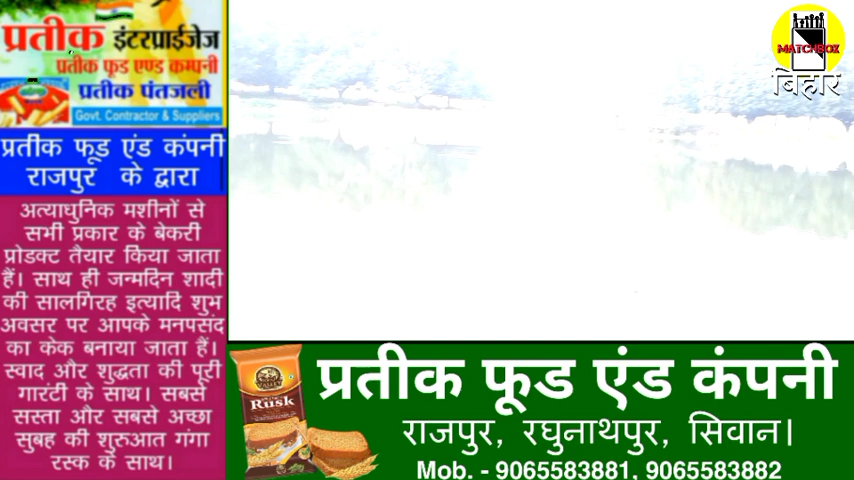 प्रतीक इंटरप्राईजेज
प्रतीक फूड एण्ड कम्पनी
प्रतीक पंतजली
Govt. Contractor & Suppliers
प्रतीक फूड एंड कंपनी
राजपुर के द्वारा
अत्याधुनिक मशीनों से
सभी प्रकार के बेकरी
प्रोडक्ट तैयार किया जाता
हैं। साथ ही जन्मदिन शादी
की सालगिरह इत्यादि शुभ
अवसर पर आपके मनपसंद
का केक बनाया जाता हैं।
स्वाद और शुद्धता की पूरी
गारंटी के साथ। सबसे
सस्ता और सबसे अच्छा
सुबह की शुरुआत गंगा
रस्क के साथ।
MATCHBOX
बिहार
Rusk
प्रतीक फूड एंड कंपनी
राजपुर, रघुनाथपुर, सिवान।
Mob. - 9065583881, 9065583882